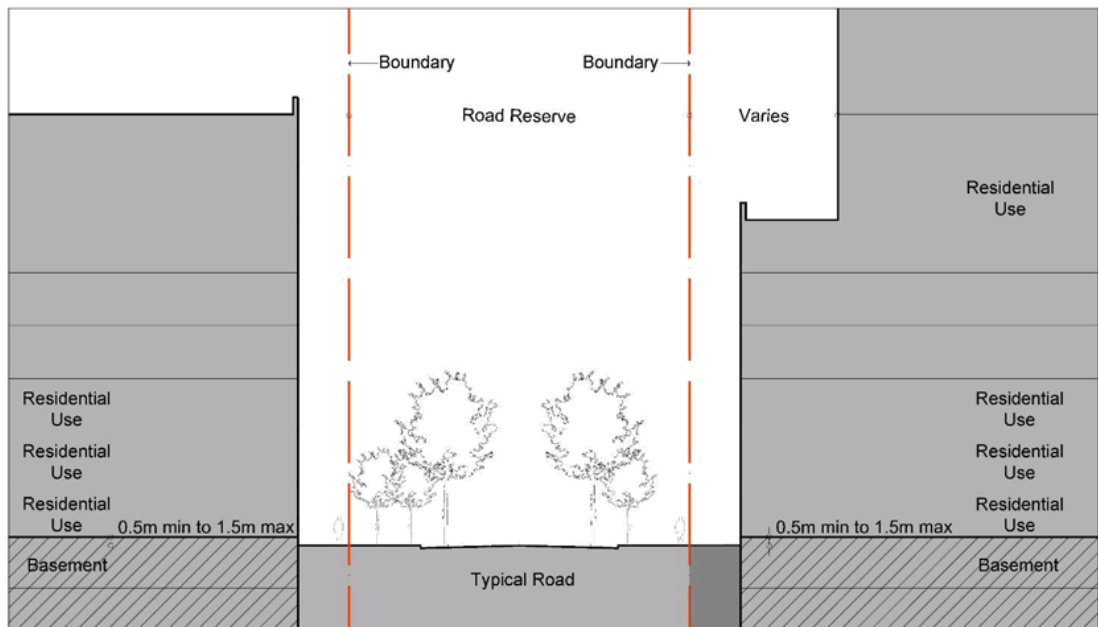 Boundary
Boundary
Road Reserve
Varies
Residential
Use
Residential
Use
Residential
Use
Residential
Use
Residential
Use
Residential
Use
Residential
Use
0.5m min to 1.5m max
0.5m min to 1.5m max
Basement
Typical Road
Basement